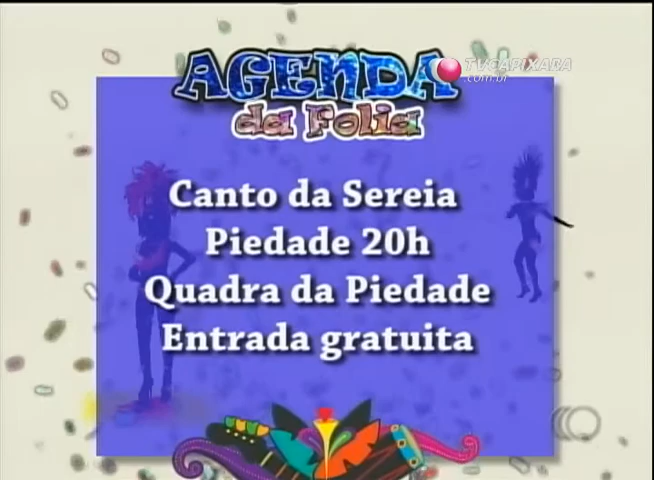 AGENDA
TVCAPIXABA
.com.br
da Folia
Canto da Sereia
Piedade 20h
Quadra da Piedade
Entrada gratuita